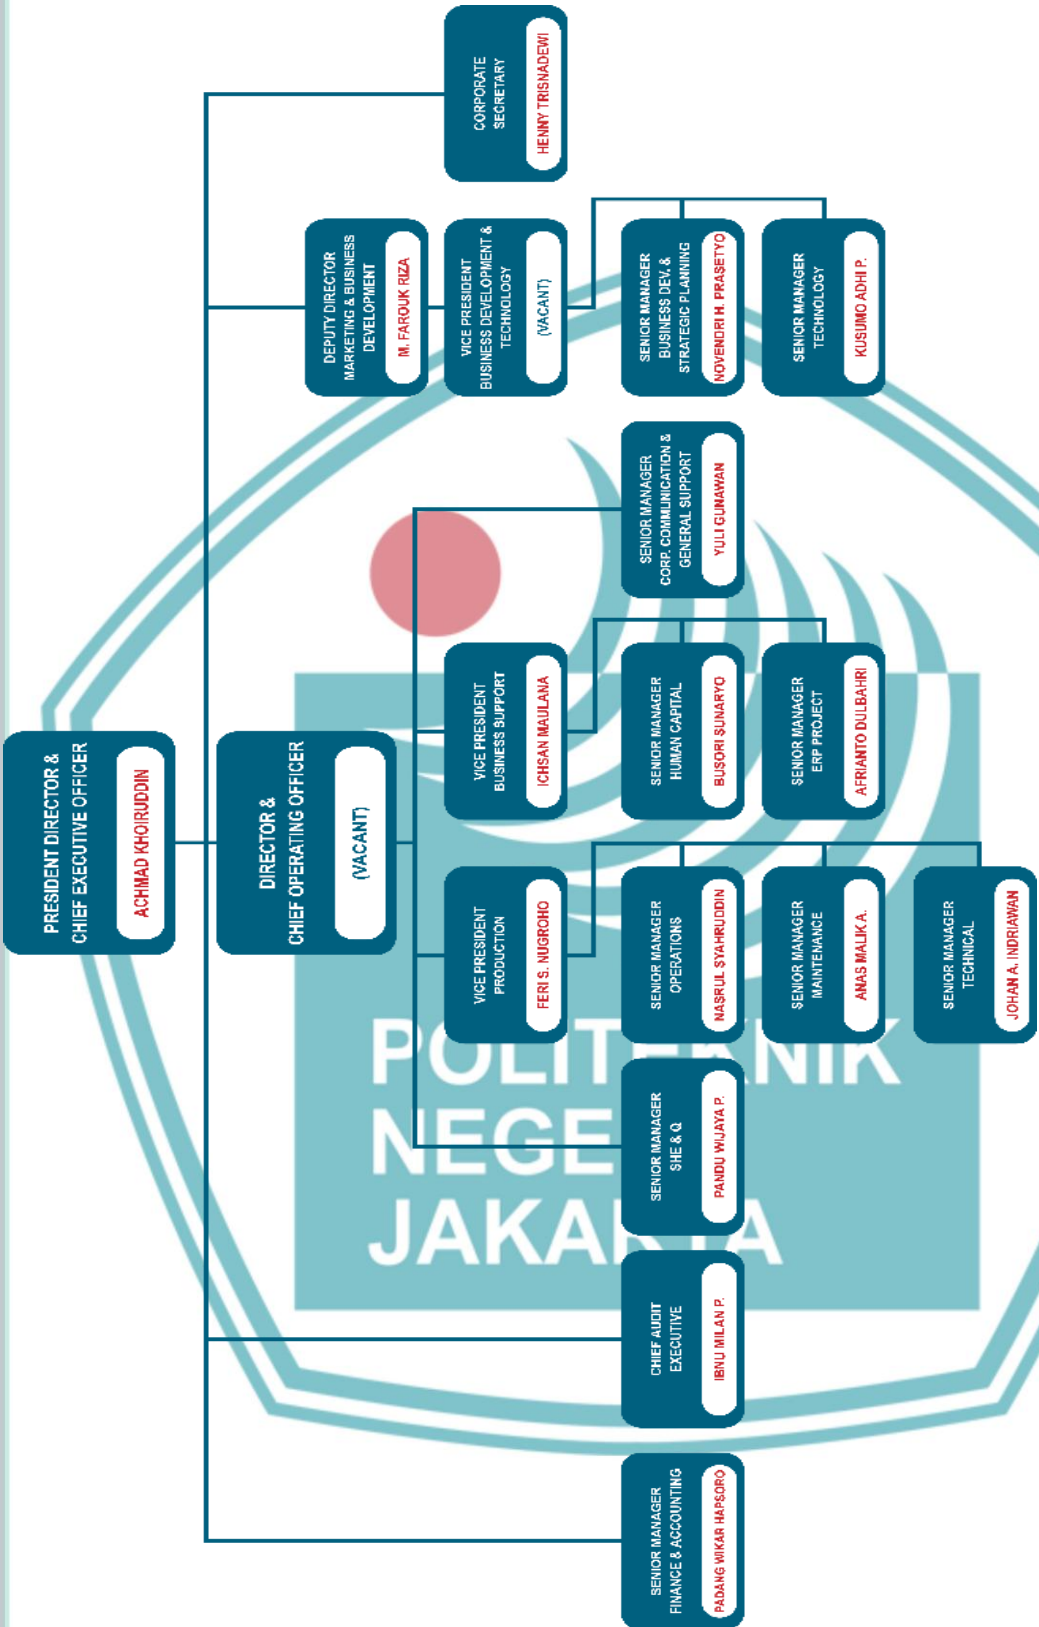 PRESIDENT DIRECTOR &
CHIEF EXECUTIVE OFFICER
ACHMAD KHOIRUDDIN
DIRECTOR &
CHIEF OPERATING OFFICER
(VACANT)
DEPUTY DIRECTOR
MARKETING & BUSINESS
DEVELOPMENT
M. FAROUK RIZA
VICE PRESIDENT
PRODUCTION
FERI S. NUGROHO
VICE PRESIDENT
BUSINESS SUPPORT
ICHSAN MAULANA
VICE PRESIDENT
BUSINESS DEVELOPMENT &
TECHNOLOGY
(VACANT)
CORPORATE
SECRETARY
HENNY TRISNADEWI
SENIOR MANAGER
FINANCE & ACCOUNTING
PADANG WIKAR HAPSORO
CHIEF AUDIT
EXECUTIVE
IBNU MILAN P.
SENIOR MANAGER
SHE & Q
PANDU WIJAYA P.
SENIOR MANAGER
OPERATIONS
NASRUL SYAHRUDDIN
SENIOR MANAGER
HUMAN CAPITAL
BUSORI SUNARYO
SENIOR MANAGER
CORP. COMMUNICATION &
GENERAL SUPPORT
YULI GUNAWAN
SENIOR MANAGER
BUSINESS DEV. &
STRATEGIC PLANNING
NOVENDRI H. PRASETYO
SENIOR MANAGER
MAINTENANCE
ANAS MALIK A.
SENIOR MANAGER
ERP PROJECT
AFRIANTO DULBAHRI
SENIOR MANAGER
TECHNOLOGY
KUSUMO ADHI P.
SENIOR MANAGER
TECHNICAL
JOHAN A. INDRIAWAN
POLITEKNIK
NEGE
JAKARTA